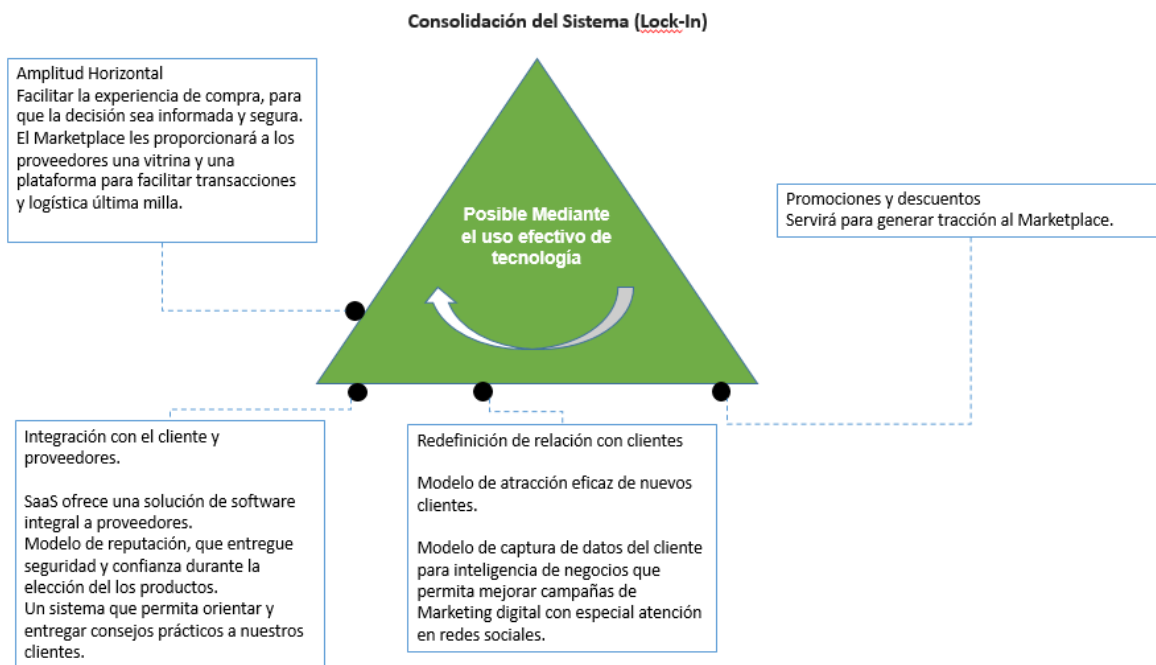 Consolidación del Sistema (Lock-In)
Amplitud Horizontal
Facilitar la experiencia de compra, para
que la decisión sea informada y segura.
El Marketplace les proporcionará a los
proveedores una vitrina y una
plataforma para facilitar transacciones
y logística última milla.
Posible Mediante
el uso efectivo de
tecnología
Promociones y descuentos
Servirá para generar tracción al Marketplace.
Integración con el cliente y
proveedores.
SaaS ofrece una solución de software
integral a proveedores.
Modelo de reputación, que entregue
seguridad y confianza durante la
elección del los productos.
Un sistema que permita orientar y
entregar consejos prácticos a nuestros
clientes.
Redefinición de relación con clientes
Modelo de atracción eficaz de nuevos
clientes.
Modelo de captura de datos del cliente
para inteligencia de negocios que
permita mejorar campañas de
Marketing digital con especial atención
en redes sociales.